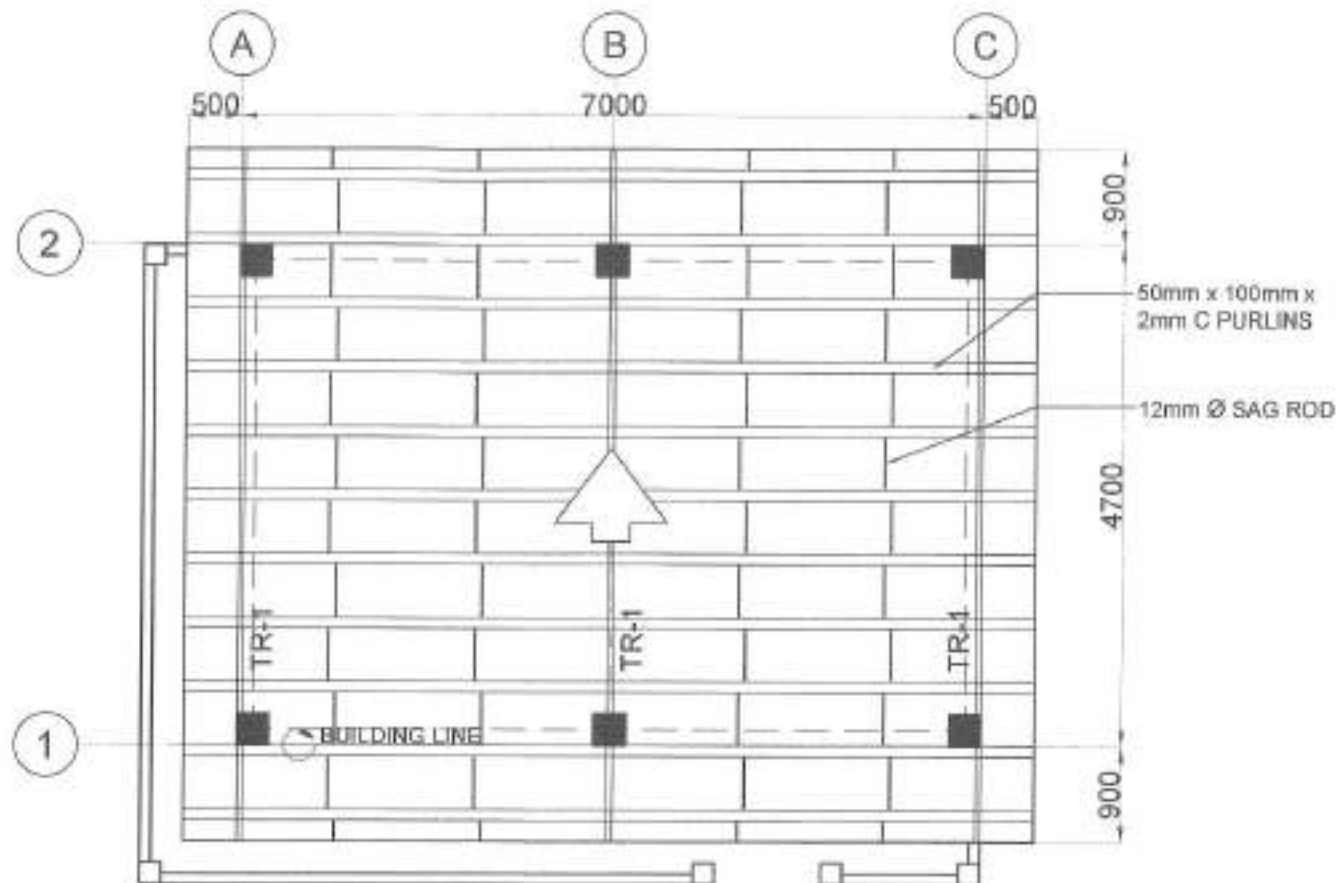 A
B
C
500
7000
500
900
2
50mm x 100mm x
2mm C PURLINS
12mm Ø SAG ROD
4700
TR-1
TR-1
TR-1
BUILDING LINE
1
900